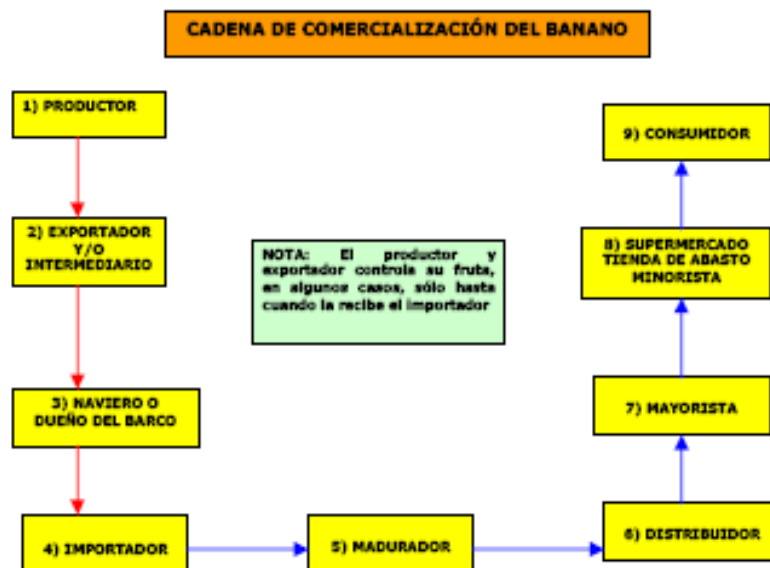 CADENA DE COMERCIALIZACIÓN DEL BANANO
1) PRODUCTOR
2) EXPORTADOR
Y/O
INTERMEDIARIO
3) NAVIERO O
DUEÑO DEL BARCO
4) IMPORTADOR
5) MADURADOR
6) DISTRIBUIDOR
7) MAYORISTA
8) SUPERMERCADO
TIENDA DE ABASTO
MINORISTA
9) CONSUMIDOR
NOTA: El productor y
exportador controla su fruta,
en algunos casos, sólo hasta
cuando la recibe el importador